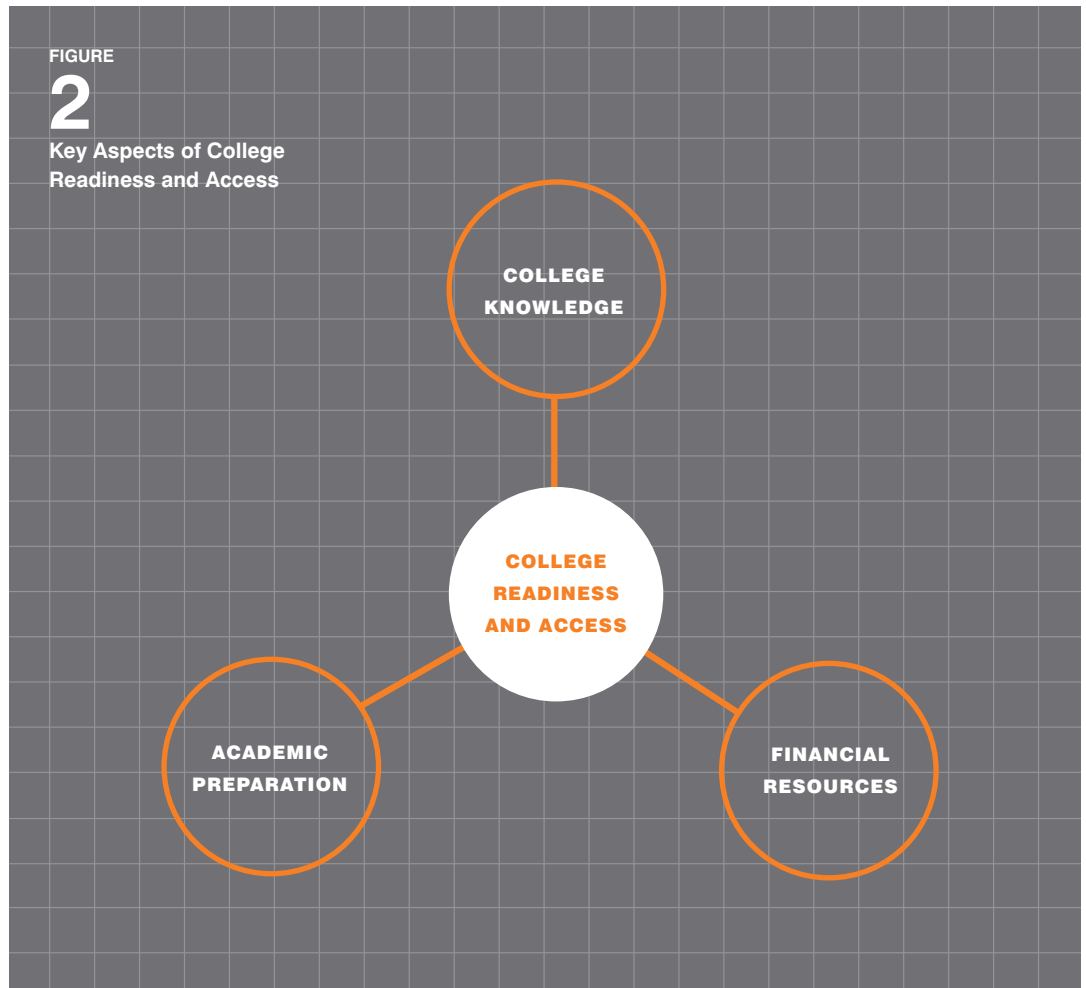 FIGURE
2
Key Aspects of College
Readiness and Access
COLLEGE
KNOWLEDGE
COLLEGE
READINESS
AND ACCESS
ACADEMIC
PREPARATION
FINANCIAL
RESOURCES